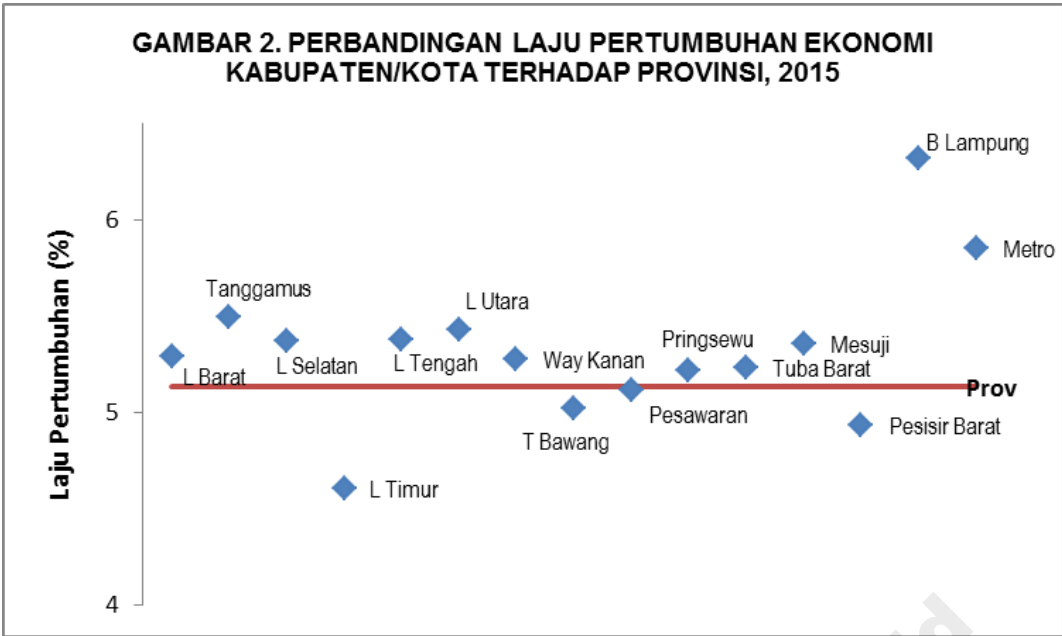 GAMBAR 2. PERBANDINGAN LAJU PERTUMBUHAN EKONOMI
KABUPATEN/KOTA TERHADAP PROVINSI, 2015
Laju Pertumbuhan (%)
6
5
4
B Lampung
Metro
Tanggamus
L Utara
L Barat
L Selatan
L Tengah
Way Kanan
Pringsewu
Mesuji
Tuba Barat
Prov
Pesawaran
T Bawang
Pesisir Barat
L Timur